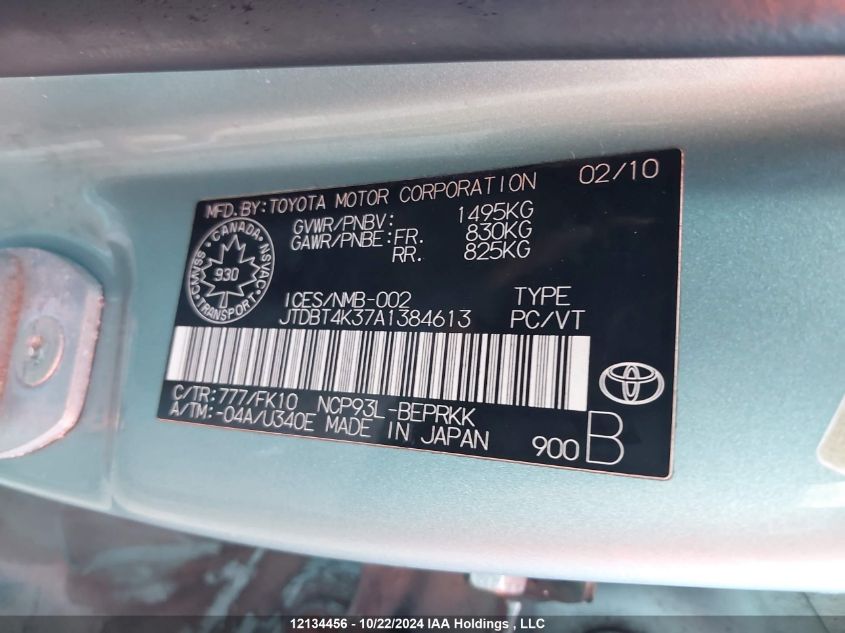 MFD.BY:TOYOTA MOTOR CORPORATION 02/10
GVWR/PNBV: 1495KG
GAWR/PNBE:FR. 830KG
RR. 825KG
CANADA
CMVSS 930 NSVAC
TRANSPORT
ICES/NMB-002 TYPE
JTDBT4K37A1384613 PC/VT
C/TR:777/FK10 NCP93L-BEPRKK
A/TM:-04A/U340E MADE IN JAPAN 900 B
12134456 - 10/22/2024 IAA Holdings , LLC